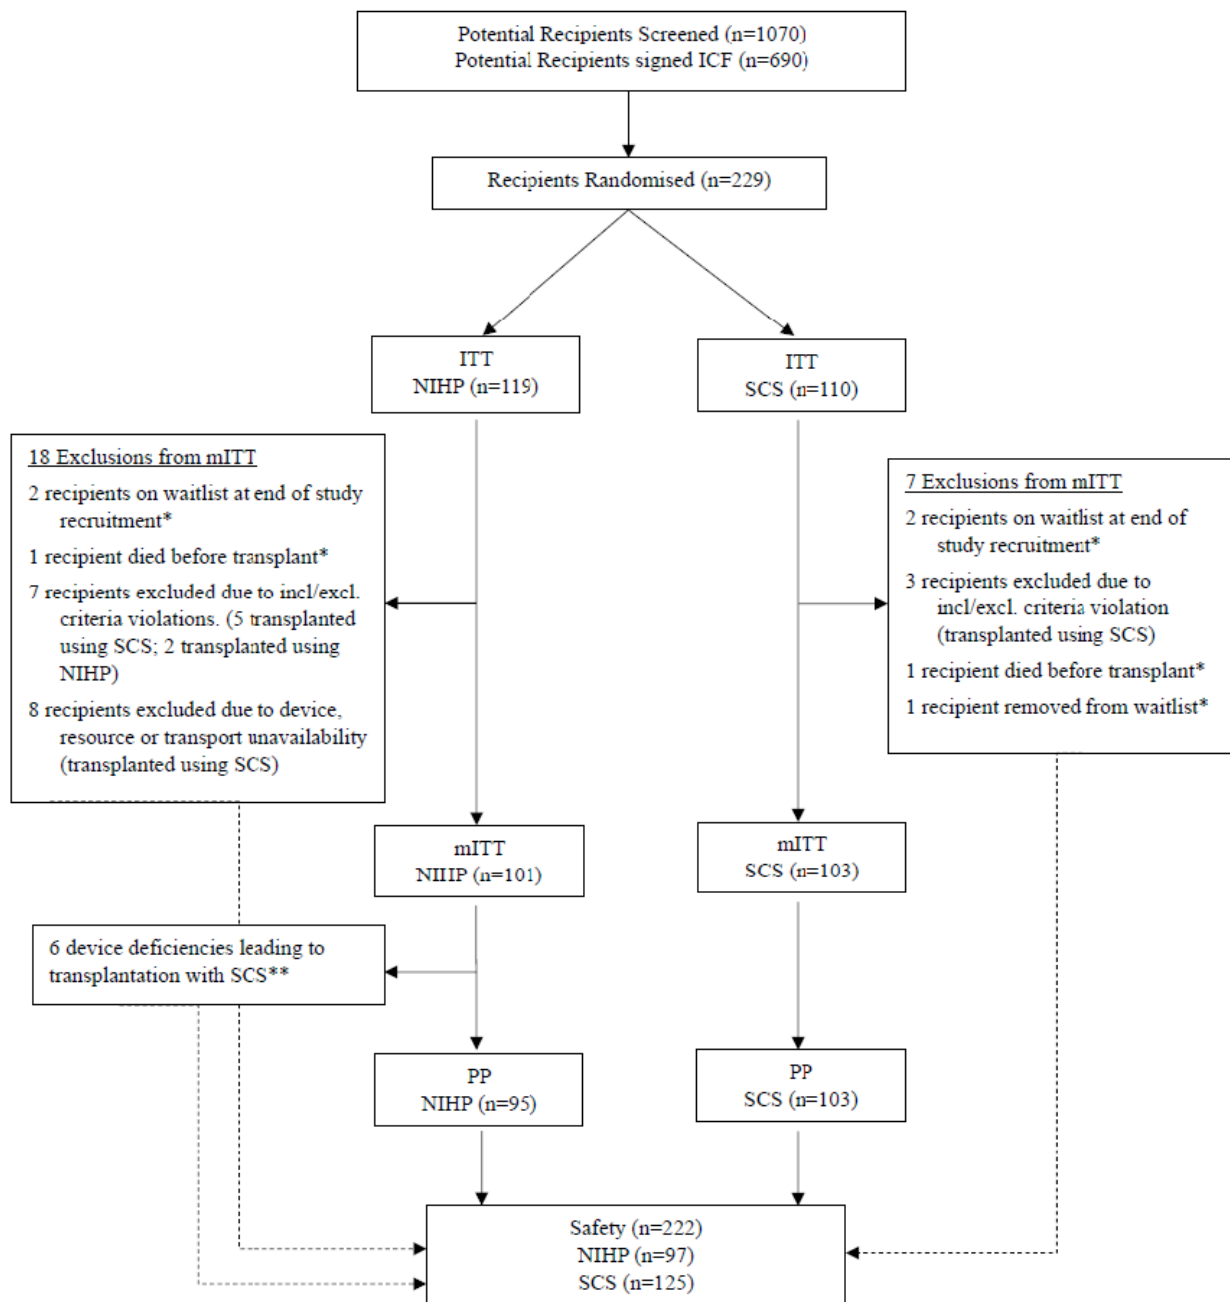 Potential Recipients Screened (n=1070)
Potential Recipients signed ICF (n=690)
Recipients Randomised (n=229)
ITT
NIHP (n=119)
ITT
SCS (n=110)
18 Exclusions from mITT
2 recipients on waitlist at end of study
recruitment*
1 recipient died before transplant*
7 recipients excluded due to incl/excl.
criteria violations. (5 transplanted
using SCS; 2 transplanted using
NIHP)
8 recipients excluded due to device,
resource or transport unavailability
(transplanted using SCS)
7 Exclusions from mITT
2 recipients on waitlist at end of
study recruitment*
3 recipients excluded due to
incl/excl. criteria violation
(transplanted using SCS)
1 recipient died before transplant*
1 recipient removed from waitlist*
mITT
NIHP (n=101)
mITT
SCS (n=103)
6 device deficiencies leading to
transplantation with SCS**
PP
NIHP (n=95)
PP
SCS (n=103)
Safety (n=222)
NIHP (n=97)
SCS (n=125)